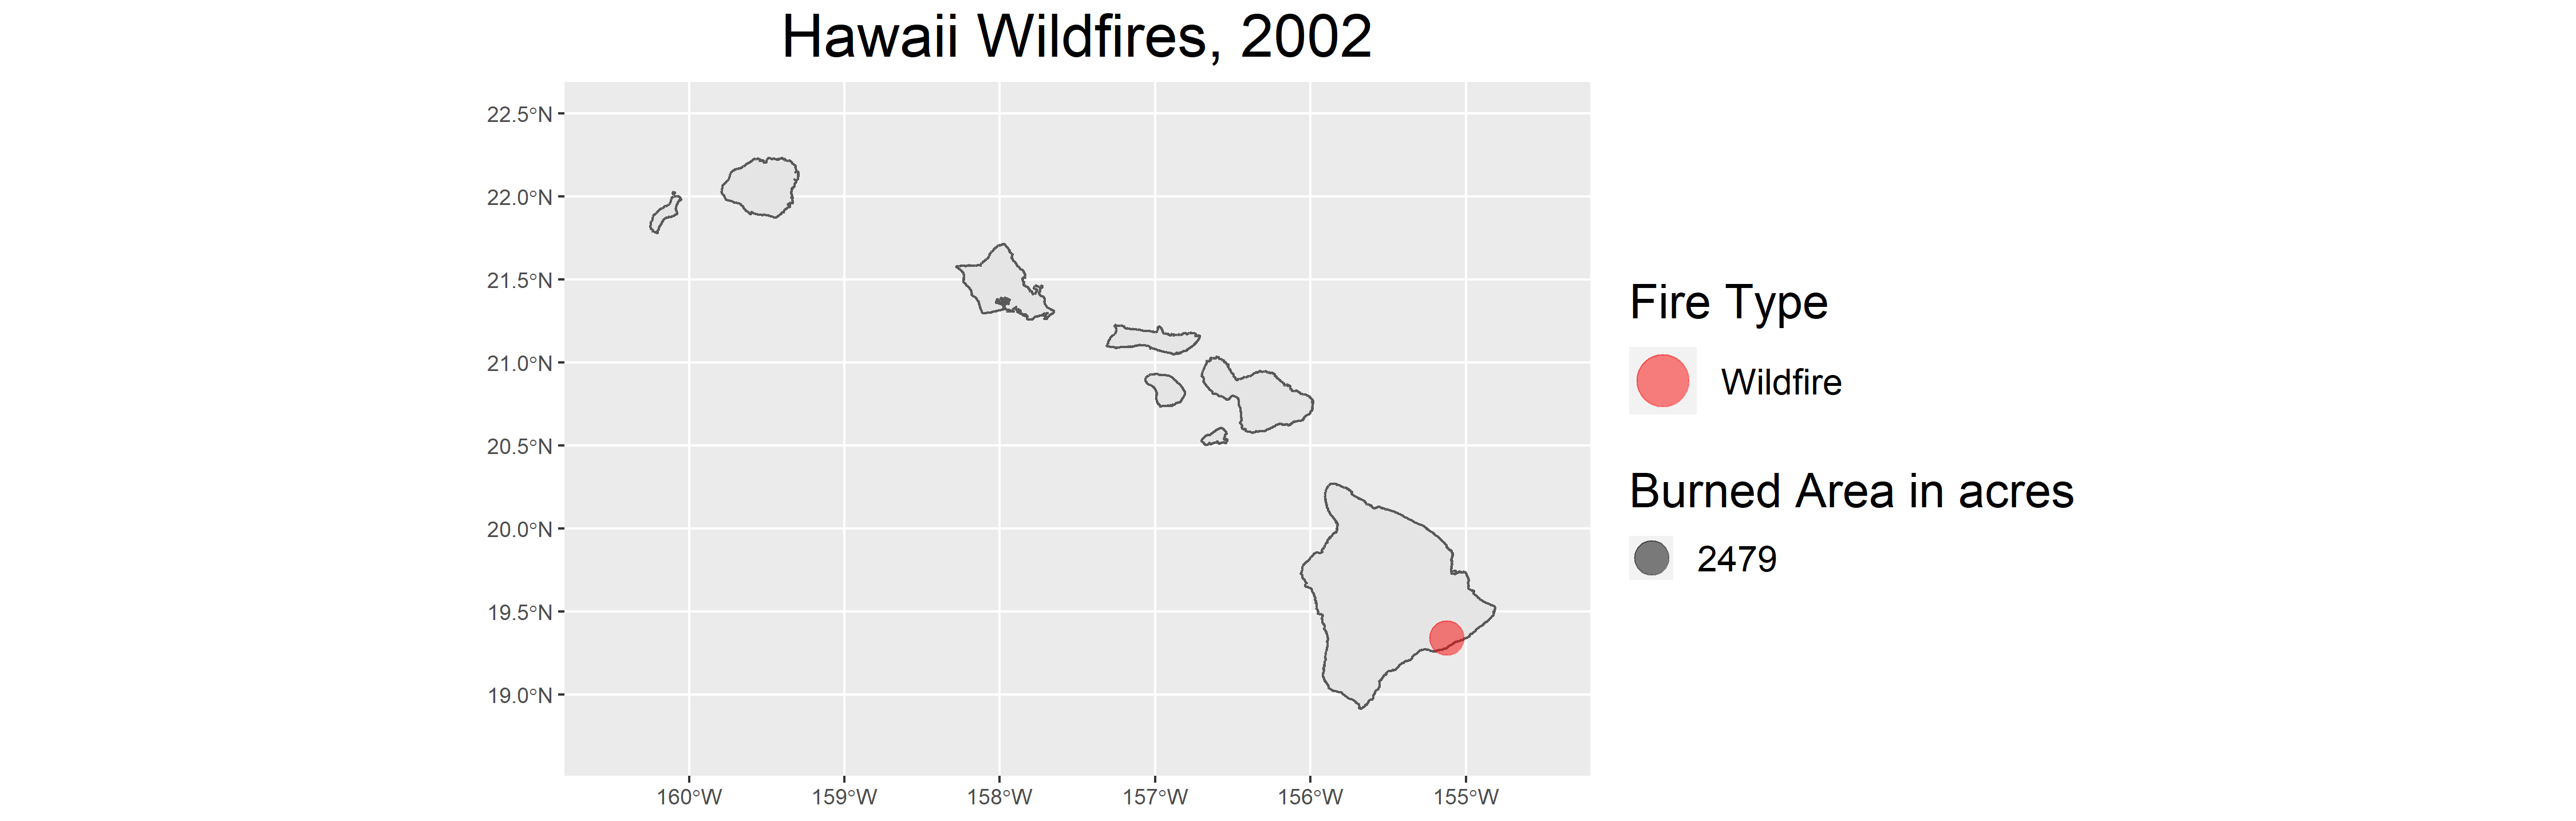 Hawaii Wildfires, 2002
22.5°N
22.0°N
21.5°N
21.0°N
20.5°N
20.0°N
19.5°N
19.0°N
160°W 159°W 158°W 157°W 156°W 155°W
Fire Type
Wildfire
Burned Area in acres
2479